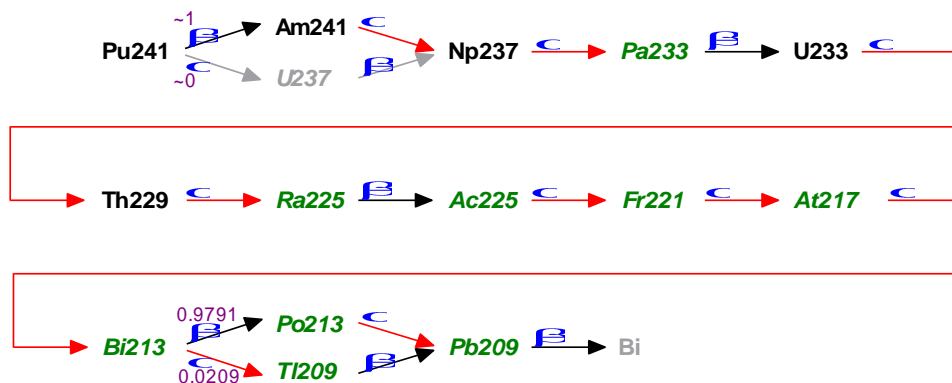 ~1 β Am241 C
Pu241 Np237 C Pa233 β U233 C
~0 C U237 β
Th229 C Ra225 β Ac225 C Fr221 C At217 C
0.9791 β Po213 C
Bi213 Pb209 β Bi
0.0209 C Tl209 β